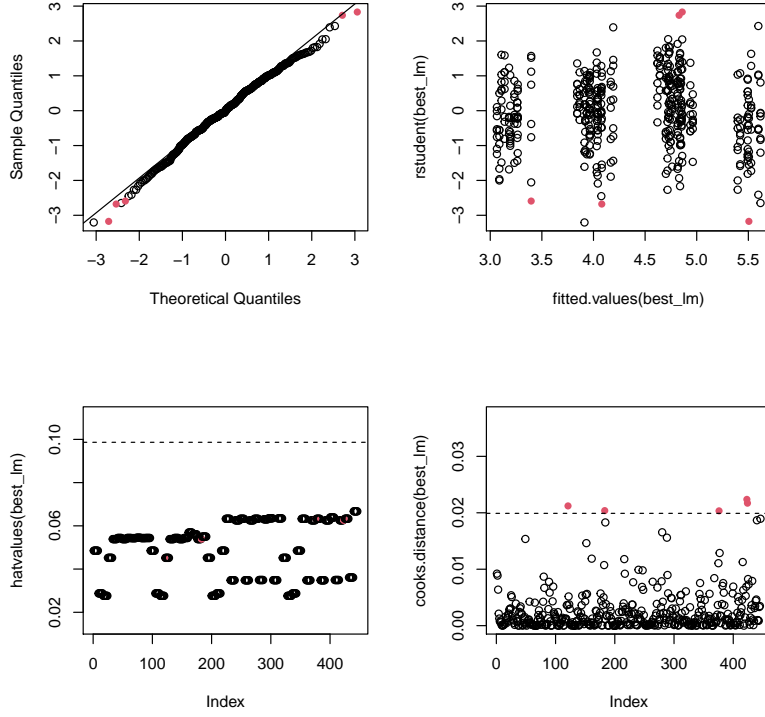 3
2
1
0
−1
−2
−3
Sample Quantiles
−3 −2 −1 0 1 2 3
Theoretical Quantiles
3
2
1
0
−1
−2
−3
rstudent(best_lm)
3.0 3.5 4.0 4.5 5.0 5.5
fitted.values(best_lm)
0.10
0.06
0.02
hatvalues(best_lm)
0 100 200 300 400
Index
0.03
0.02
0.01
0.00
cooks.distance(best_lm)
0 100 200 300 400
Index